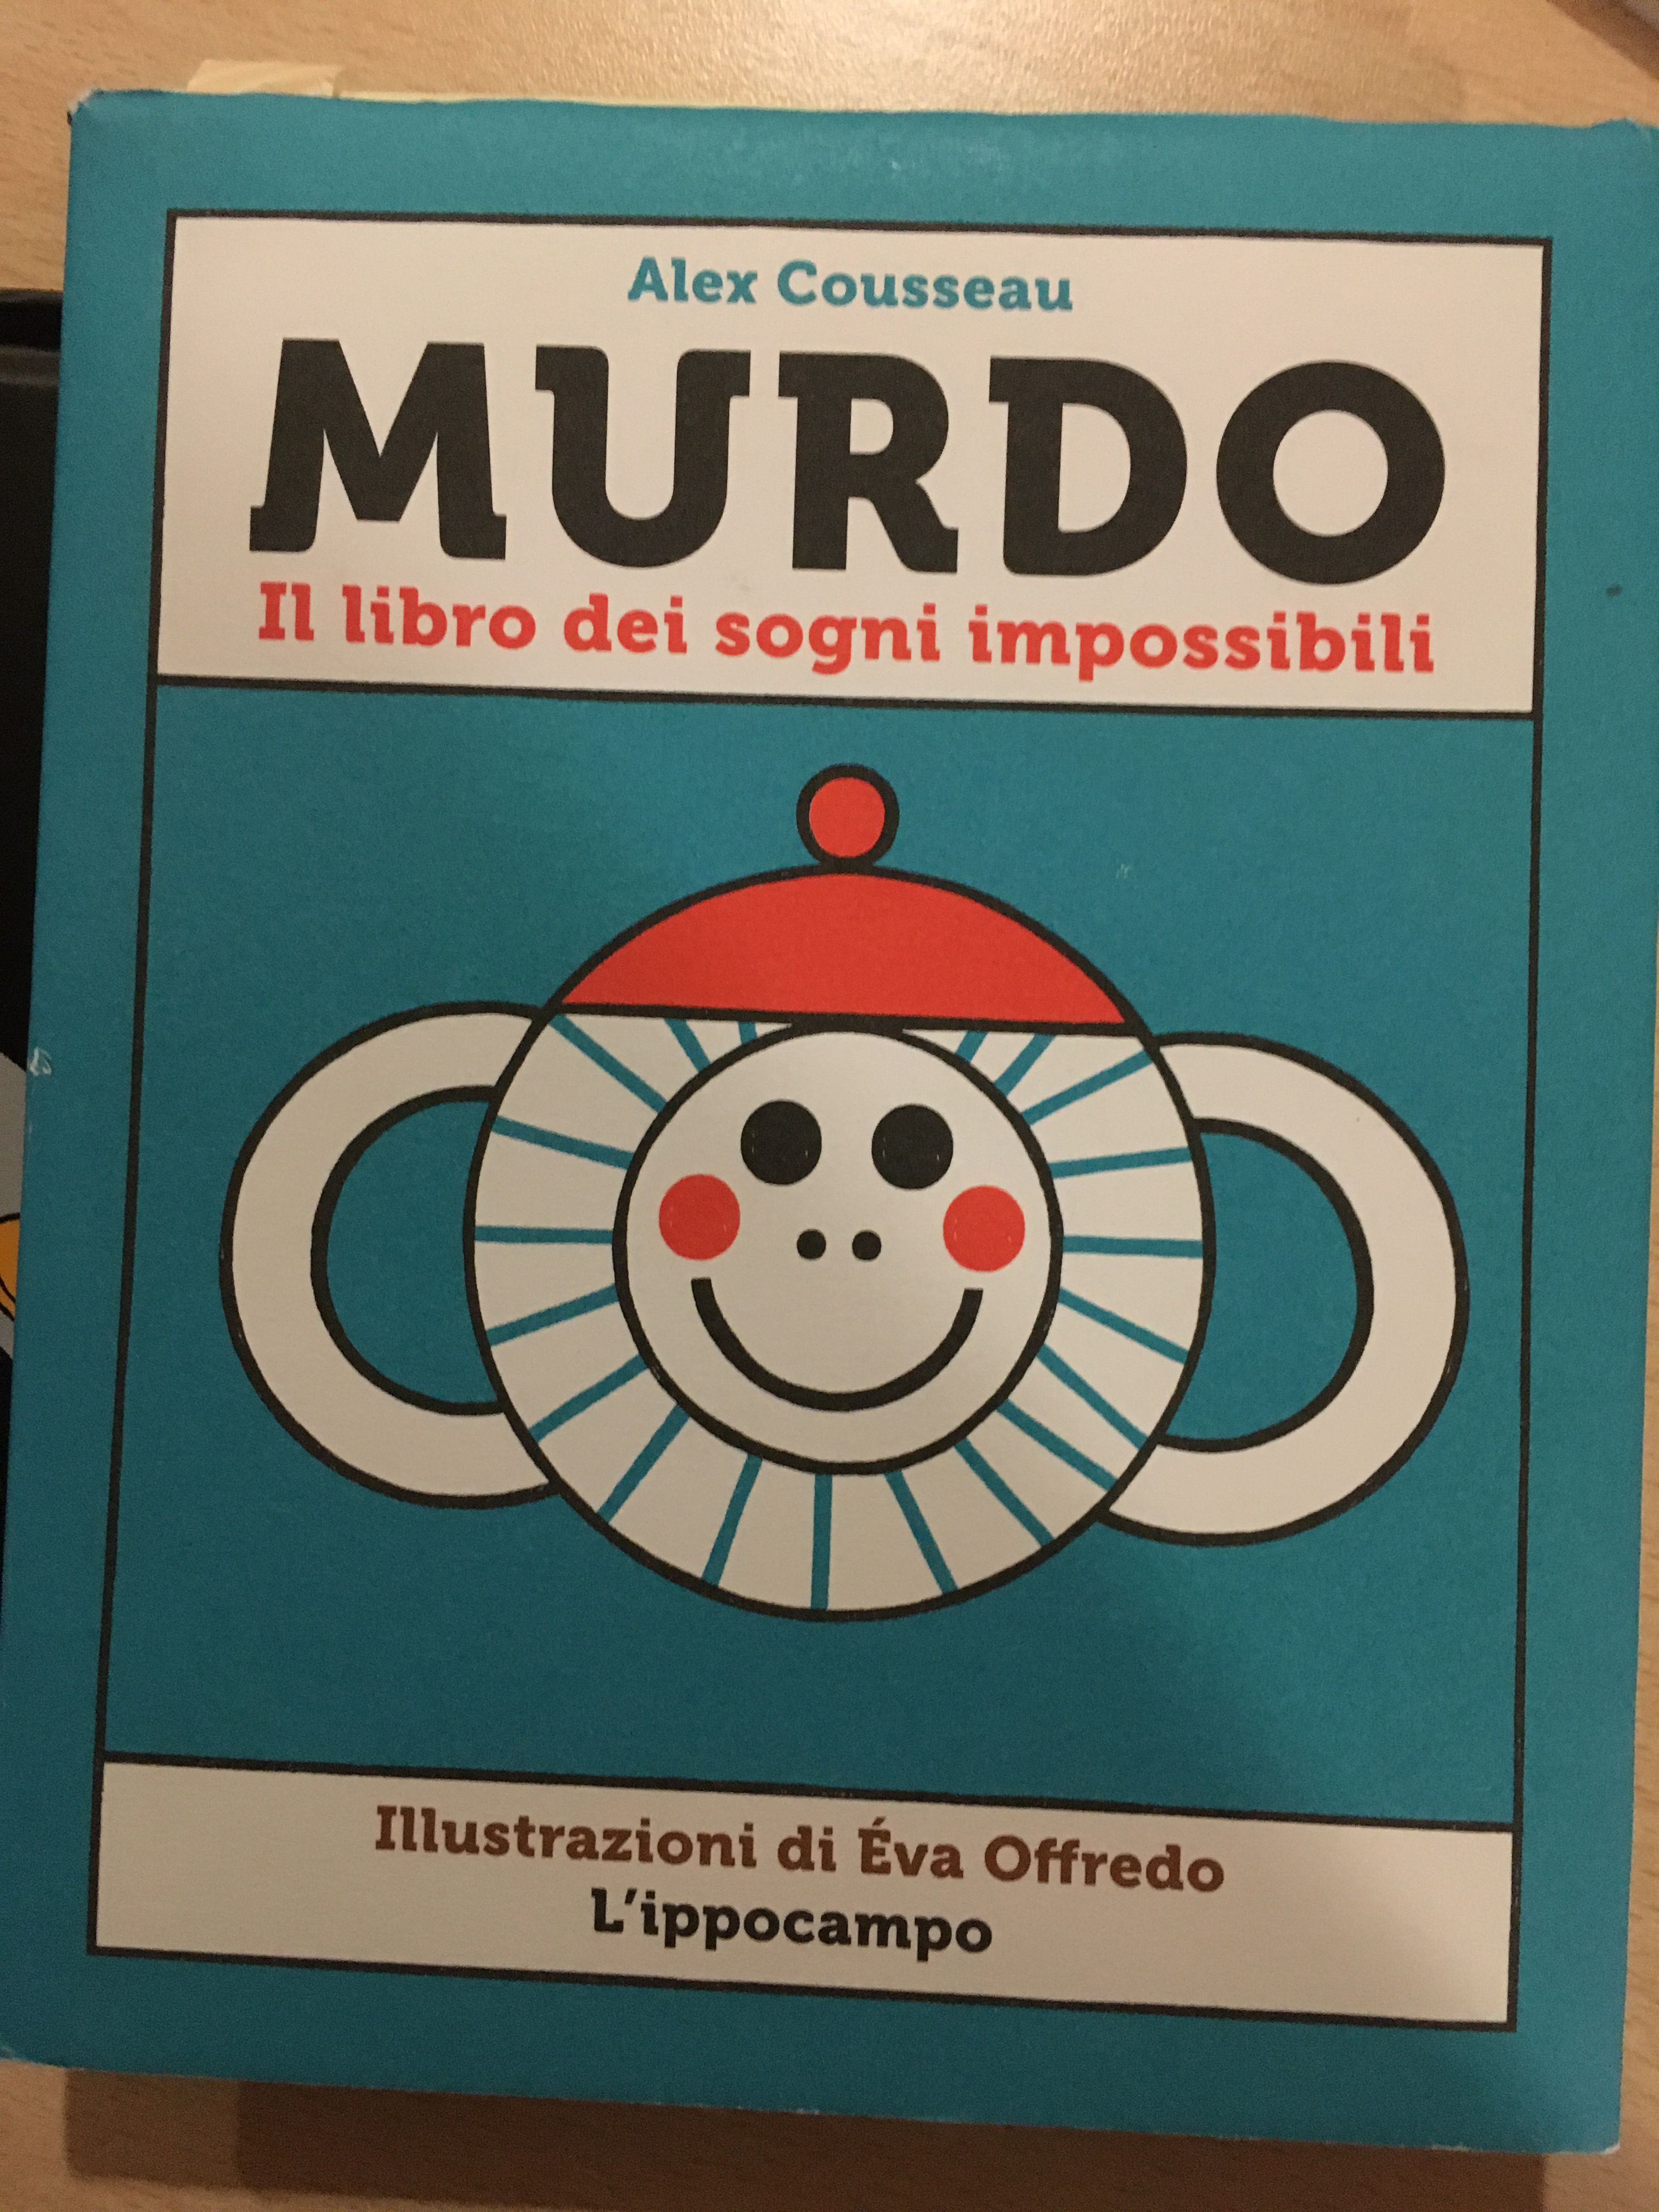 Alex Cousseau
MURDO
Il libro dei sogni impossibili
Illustrazioni di Éva Offredo
L'ippocampo